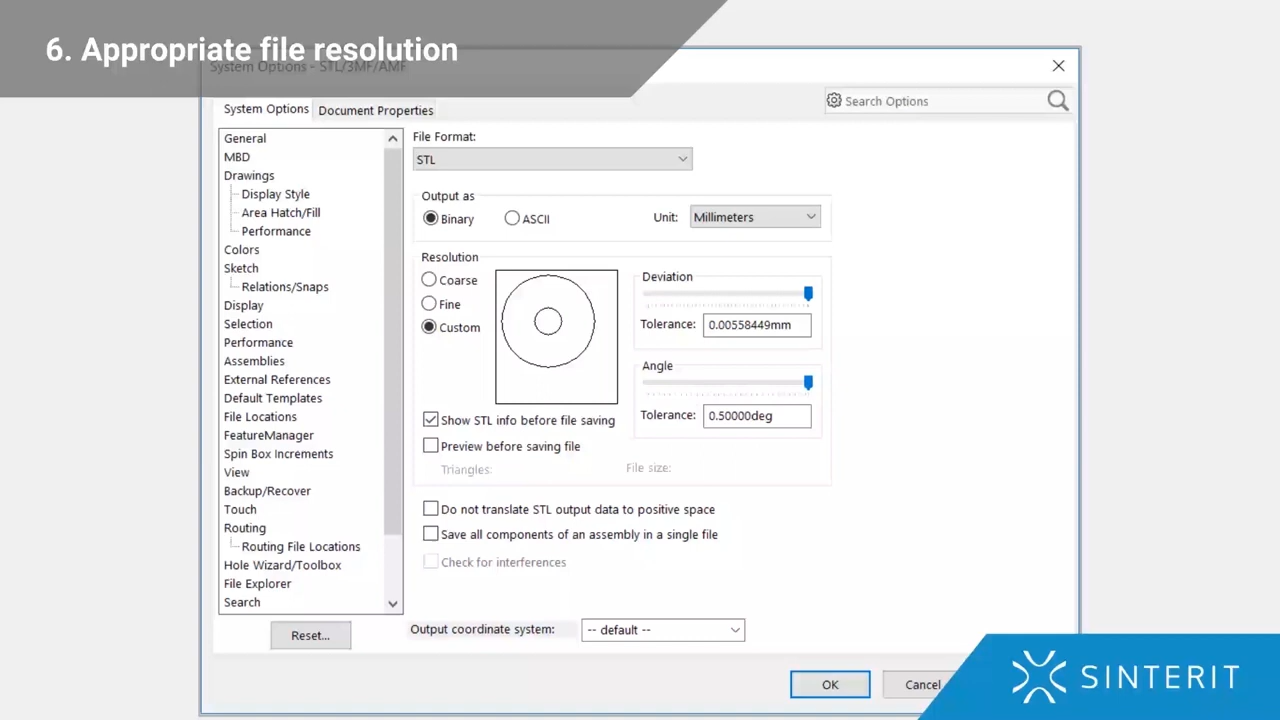 6. Appropriate file resolution
System Options - STL/3MF/AMF
System Options
Document Properties
Search Options
General
MBD
Drawings
Display Style
Area Hatch/Fill
Performance
Colors
Sketch
Relations/Snaps
Display
Selection
Performance
Assemblies
External References
Default Templates
File Locations
FeatureManager
Spin Box Increments
View
Backup/Recover
Touch
Routing
Routing File Locations
Hole Wizard/Toolbox
File Explorer
Search
Reset...
File Format:
STL
Output as
Binary
ASCII
Unit:
Millimeters
Resolution
Coarse
Fine
Custom
Deviation
Tolerance:
0.00558449mm
Angle
Tolerance:
0.50000deg
Show STL info before file saving
Preview before saving file
Triangles:
File size:
Do not translate STL output data to positive space
Save all components of an assembly in a single file
Check for interferences
Output coordinate system:
-- default --
OK
Cancel
SINTERIT